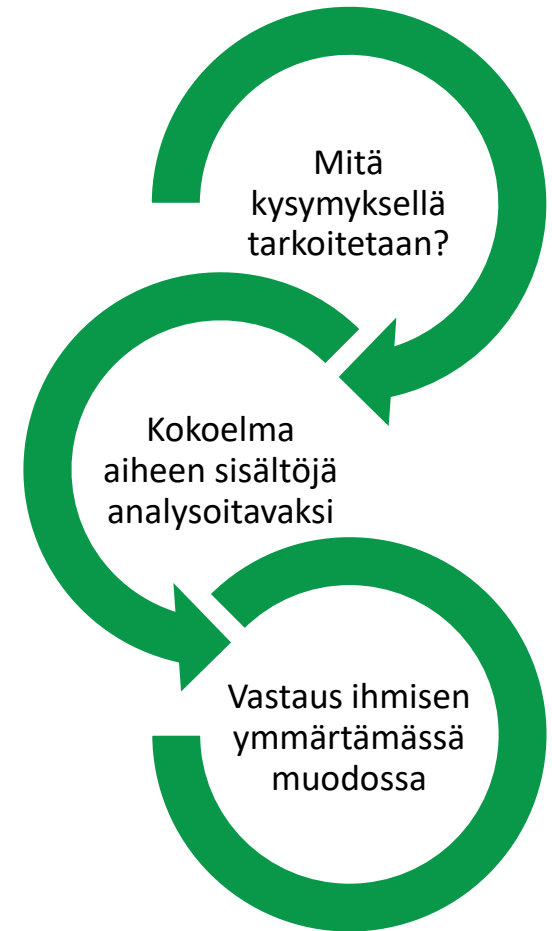 Mitä
kysymyksellä
tarkoitetaan?
Kokoelma
aiheen sisältöjä
analysoitavaksi
Vastaus ihmisen
ymmärtämässä
muodossa